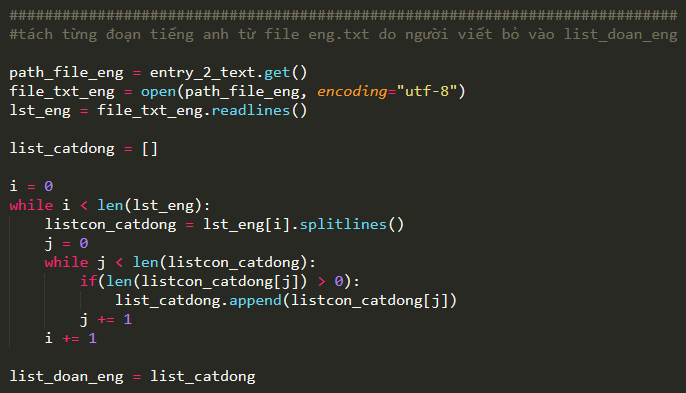 ############################################################################
#tách từng đoạn tiếng anh từ file eng.txt do người viết bỏ vào list_doan_eng
path_file_eng = entry_2_text.get()
file_txt_eng = open(path_file_eng, encoding="utf-8")
lst_eng = file_txt_eng.readlines()
list_catdong = []
i = 0
while i < len(lst_eng):
    listcon_catdong = lst_eng[i].splitlines()
    j = 0
    while j < len(listcon_catdong):
        if(len(listcon_catdong[j]) > 0):
            list_catdong.append(listcon_catdong[j])
        j += 1
    i += 1
list_doan_eng = list_catdong